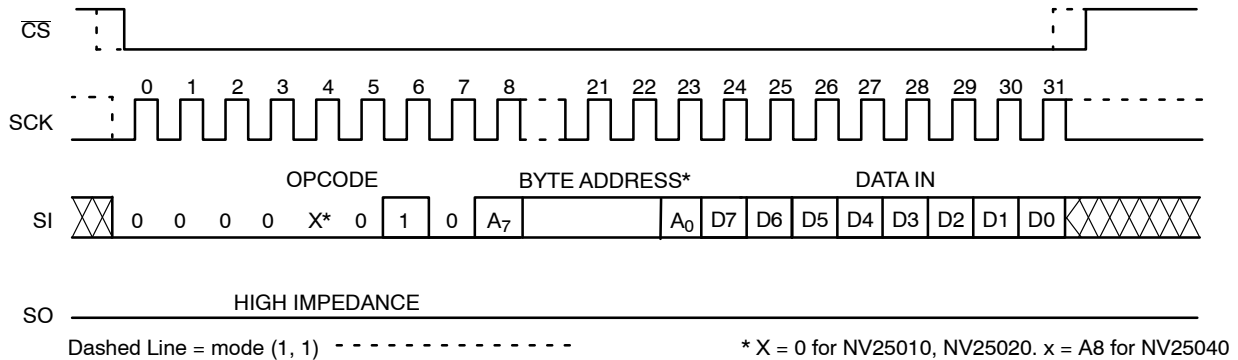 CS
0 1 2 3 4 5 6 7 8 21 22 23 24 25 26 27 28 29 30 31
SCK
OPCODE BYTE ADDRESS* DATA IN
SI 0 0 0 0 X* 0 1 0 A7 A0 D7 D6 D5 D4 D3 D2 D1 D0
HIGH IMPEDANCE
SO
Dashed Line = mode (1, 1) * X = 0 for NV25010, NV25020. x = A8 for NV25040